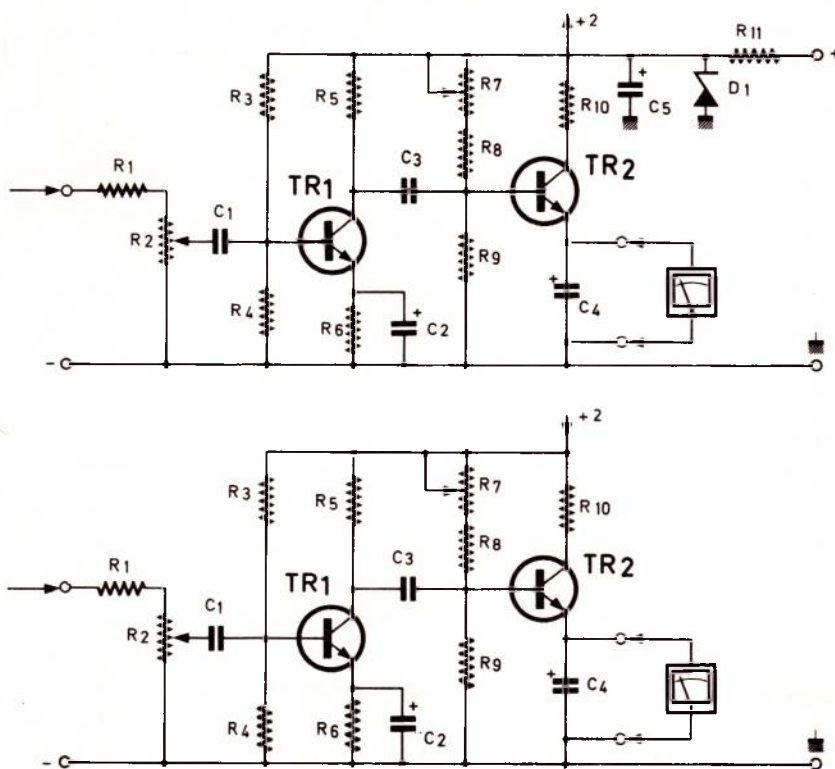 +2
R11
+
R3
R5
R7
R10
C5
D1
R8
R1
C3
TR1
TR2
R2
C1
R9
R4
R6
C2
C4
+
+
+
-
+2
R3
R5
R7
R10
R8
R1
C3
TR1
TR2
R2
C1
R9
R4
R6
C2
C4
+
+
-